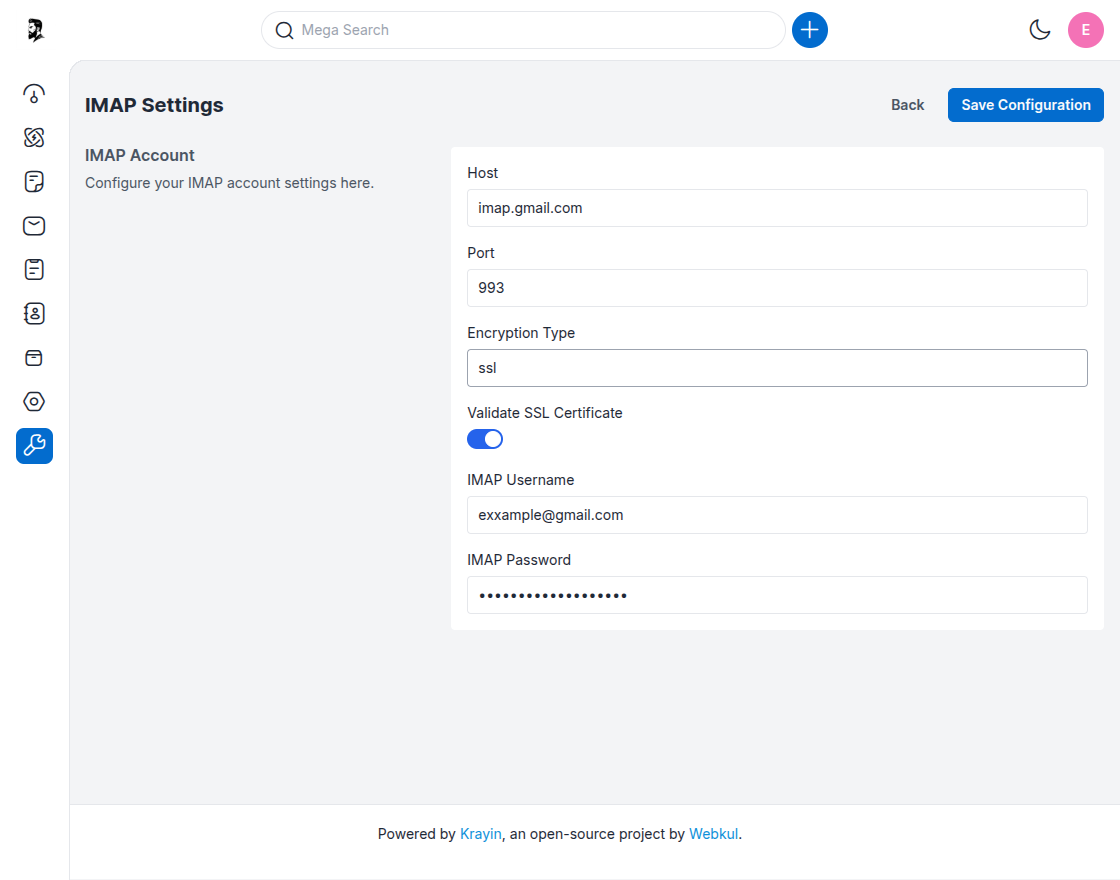 Mega Search
E
IMAP Settings
Back
Save Configuration
IMAP Account
Configure your IMAP account settings here.
Host
imap.gmail.com
Port
993
Encryption Type
ssl
Validate SSL Certificate
IMAP Username
exxample@gmail.com
IMAP Password
•••••••••••••••••••
Powered by Krayin, an open-source project by Webkul.